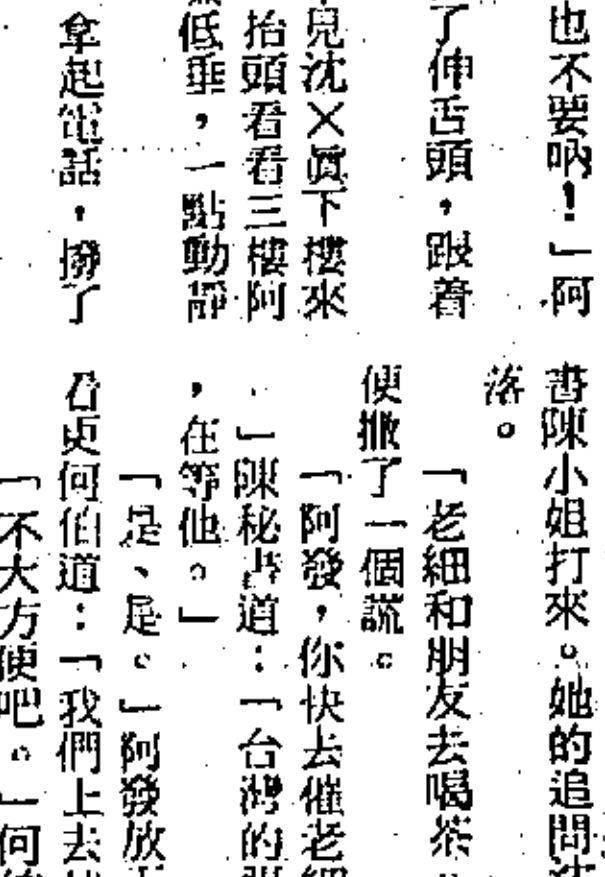 也不要吶！」阿
了伸舌頭，跟着
見沈×眞下樓來
抬頭看看三樓阿
低垂，一點動靜
拿起電話，撥了
書陳小姐打來。她的追問
落。
「老細和朋友去喝茶
便撒了一個謊。
「阿發，你快去催老細
」陳秘書道：「台灣的
，在等他。」
「是、是。」阿發放
君更何伯道：「我們上去
「不大方便吧。」何